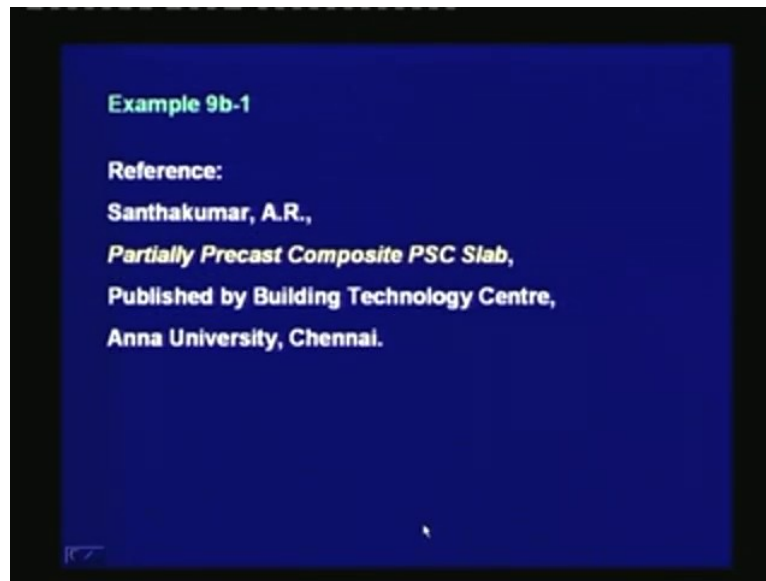 Example 9b-1
Reference:
Santhakumar, A.R.,
Partially Precast Composite PSC Slab,
Published by Building Technology Centre,
Anna University, Chennai.